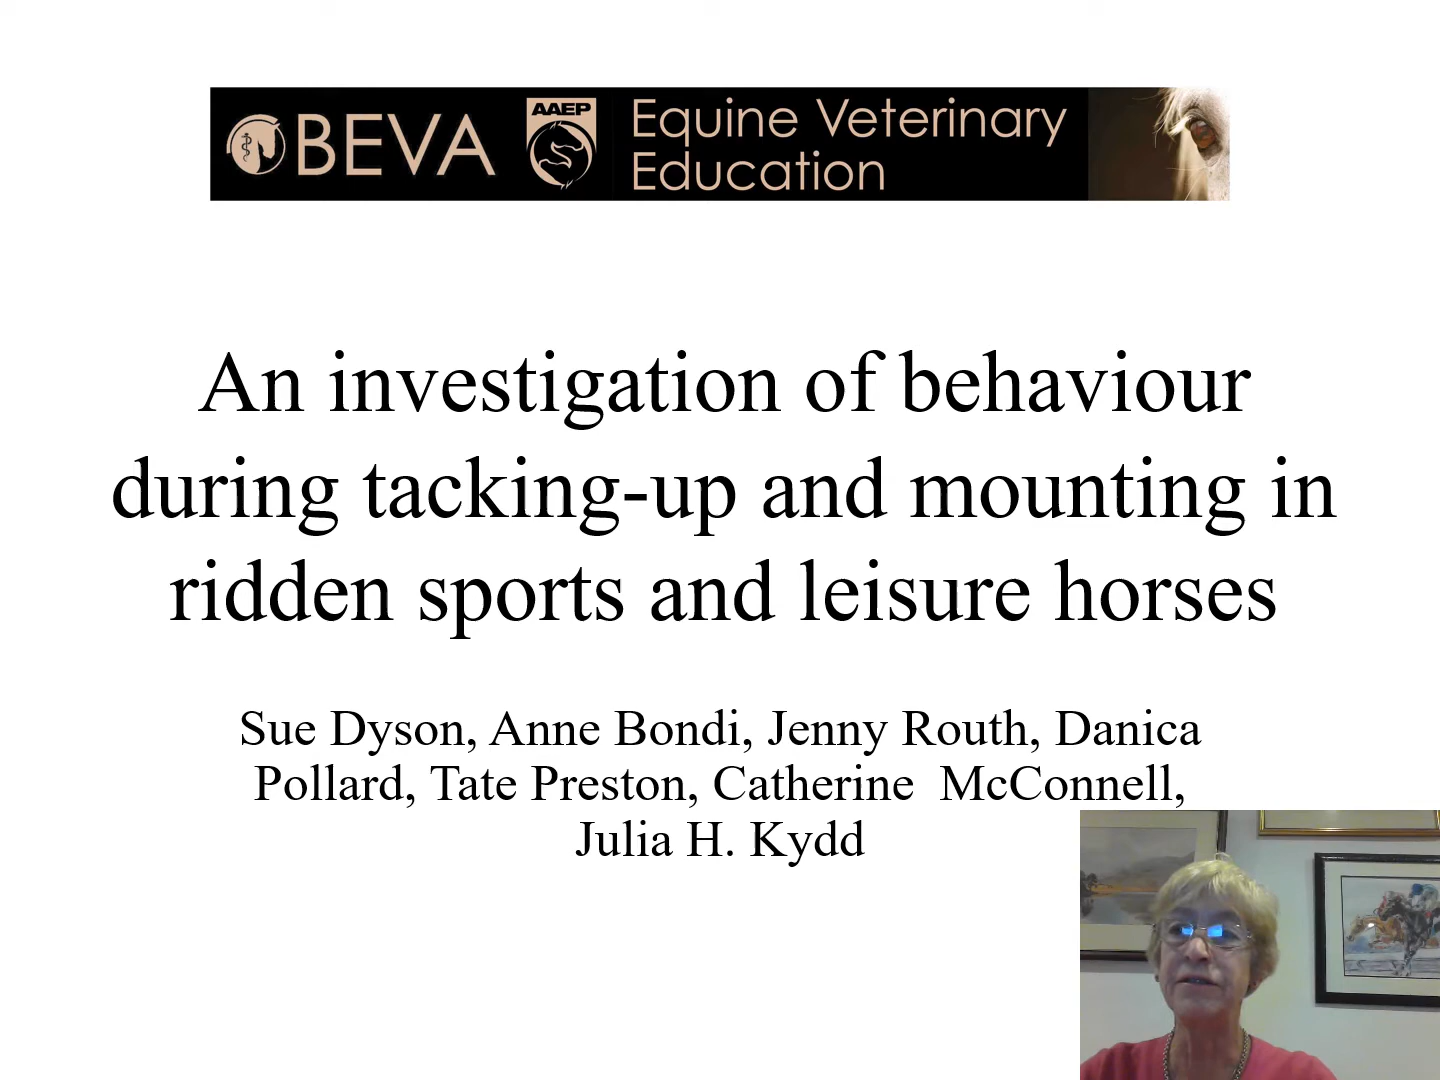 BEVA
AAEP
Equine Veterinary
Education
An investigation of behaviour
during tacking-up and mounting in
ridden sports and leisure horses
Sue Dyson, Anne Bondi, Jenny Routh, Danica
Pollard, Tate Preston, Catherine McConnell,
Julia H. Kydd